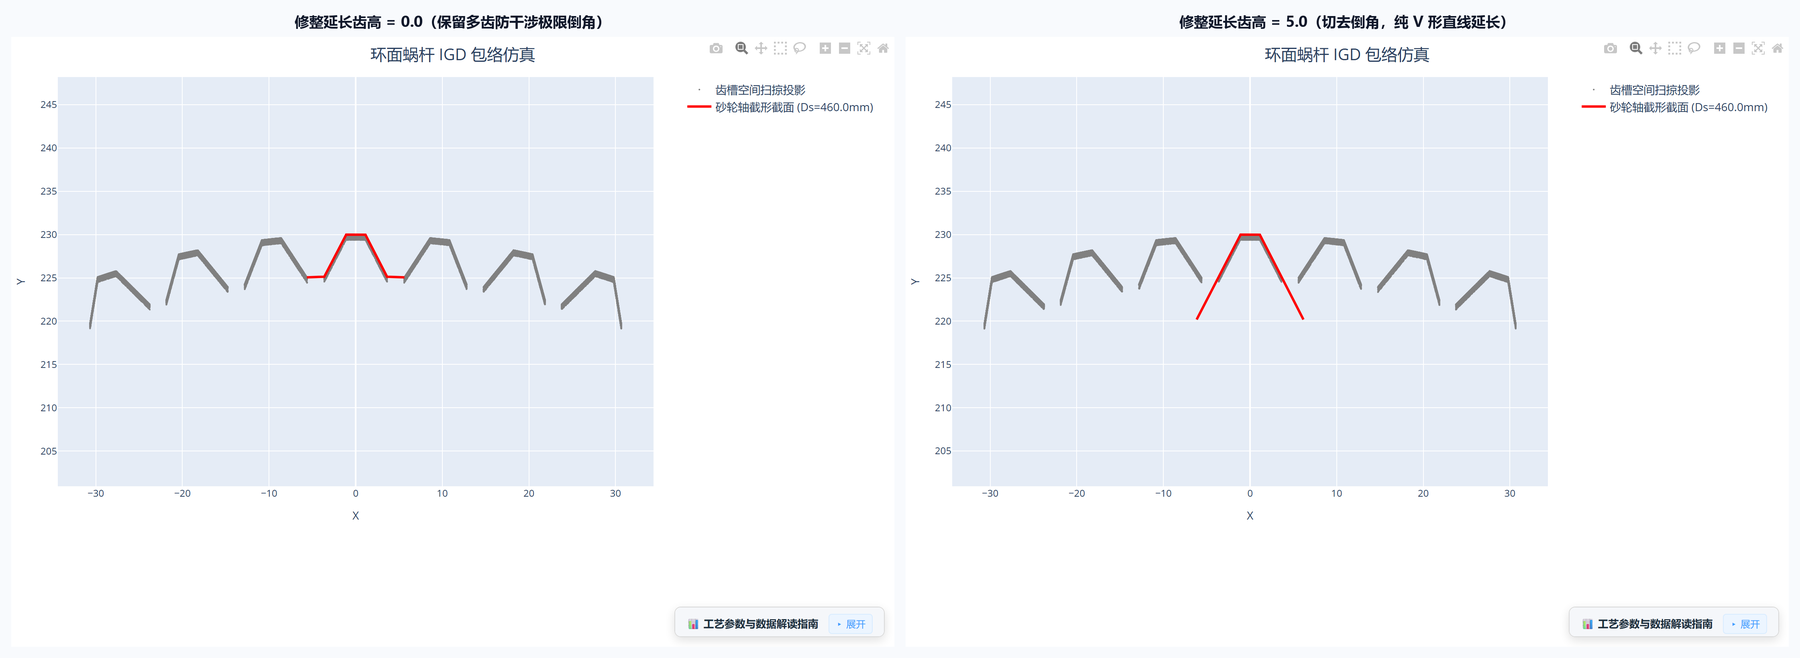 修整延长齿高 = 0.0（保留多齿防干涉极限倒角）
环面蜗杆 IGD 包络仿真
齿槽空间扫掠投影
砂轮轴截形截面 (Ds=460.0mm)
245
240
235
230
225
220
215
210
205
Y
−30
−20
−10
0
10
20
30
X
工艺参数与数据解读指南
展开
修整延长齿高 = 5.0（切去倒角，纯 V 形直线延长）
环面蜗杆 IGD 包络仿真
齿槽空间扫掠投影
砂轮轴截形截面 (Ds=460.0mm)
245
240
235
230
225
220
215
210
205
Y
−30
−20
−10
0
10
20
30
X
工艺参数与数据解读指南
展开